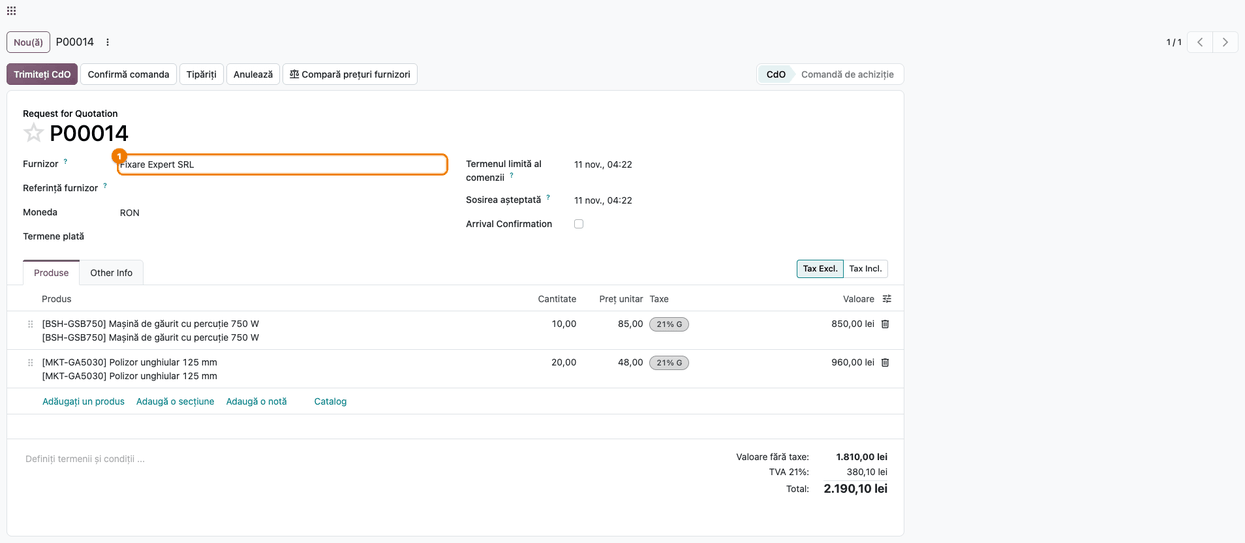 Nou(ă) P00014 1 / 1
Trimiteți CdO Confirmă comanda Tipăriți Anulează Compară prețuri furnizori CdO Comandă de achiziție
Request for Quotation
P00014
1
Furnizor ? Fixare Expert SRL
Referință furnizor ?
Moneda RON
Termene plată
Termenul limită al comenzii ? 11 nov., 04:22
Sosirea așteptată ? 11 nov., 04:22
Arrival Confirmation
Produse Other Info Tax Excl. Tax Incl.
Produs Cantitate Preț unitar Taxe Valoare
[BSH-GSB750] Mașină de găurit cu percuție 750 W 10,00 85,00 21% G 850,00 lei
[BSH-GSB750] Mașină de găurit cu percuție 750 W
[MKT-GA5030] Polizor unghiular 125 mm 20,00 48,00 21% G 960,00 lei
[MKT-GA5030] Polizor unghiular 125 mm
Adăugați un produs Adaugă o secțiune Adaugă o notă Catalog
Definiți termenii și condiții ...
Valoare fără taxe: 1.810,00 lei
TVA 21%: 380,10 lei
Total: 2.190,10 lei